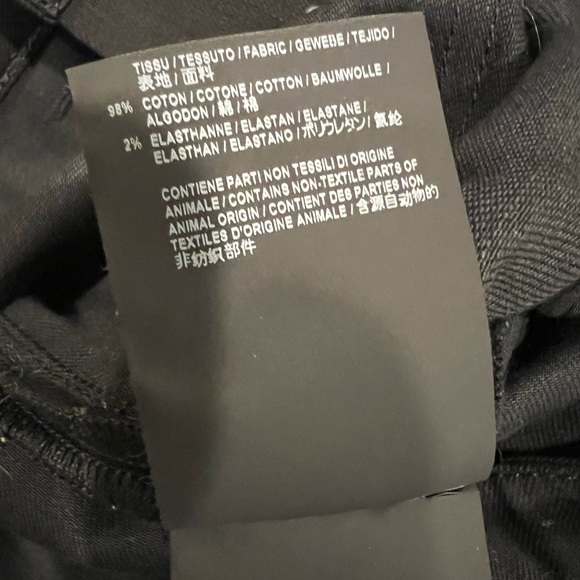 TISSU / TESSUTO / FABRIC / GEWEBE / TEJIDO /
表地 / 面料
98% COTON / COTONE / COTTON / BAUMWOLLE /
ALGODON / 綿 / 棉
2% ELASTHANNE / ELASTAN / ELASTANE /
ELASTHAN / ELASTANO / ポリウレタン / 氨纶
CONTIENE PARTI NON TESSILI DI ORIGINE
ANIMALE / CONTAINS NON-TEXTILE PARTS OF
ANIMAL ORIGIN / CONTIENT DES PARTIES NON
TEXTILES D'ORIGINE ANIMALE / 含源自动物的
非纺织部件